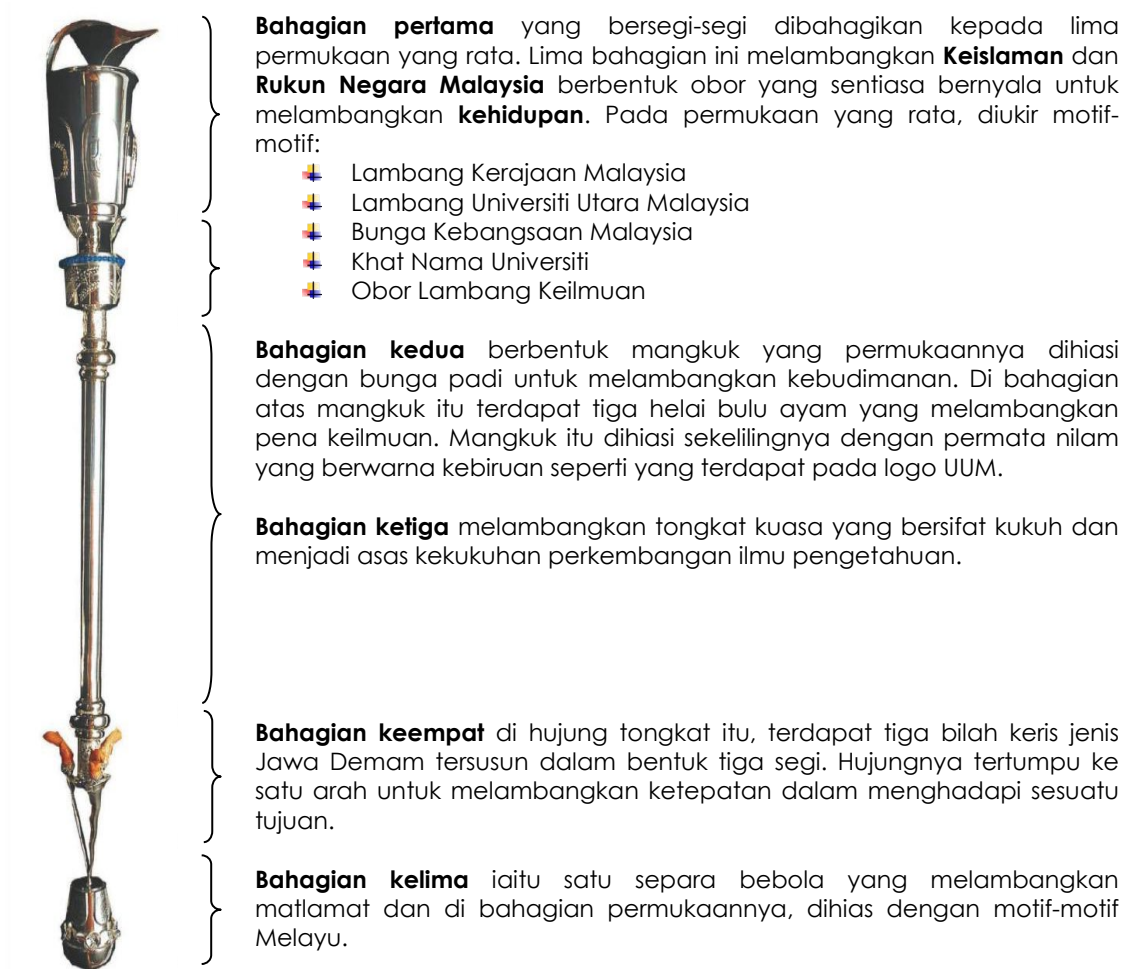 Bahagian pertama yang bersegi-segi dibahagikan kepada lima
permukaan yang rata. Lima bahagian ini melambangkan Keislaman dan
Rukun Negara Malaysia berbentuk obor yang sentiasa bernyala untuk
melambangkan kehidupan. Pada permukaan yang rata, diukir motif-
motif:
Lambang Kerajaan Malaysia
Lambang Universiti Utara Malaysia
Bunga Kebangsaan Malaysia
Khat Nama Universiti
Obor Lambang Keilmuan
Bahagian kedua berbentuk mangkuk yang permukaannya dihiasi
dengan bunga padi untuk melambangkan kebudimanan. Di bahagian
atas mangkuk itu terdapat tiga helai bulu ayam yang melambangkan
pena keilmuan. Mangkuk itu dihiasi sekelilingnya dengan permata nilam
yang berwarna kebiruan seperti yang terdapat pada logo UUM.
Bahagian ketiga melambangkan tongkat kuasa yang bersifat kukuh dan
menjadi asas kekukuhan perkembangan ilmu pengetahuan.
Bahagian keempat di hujung tongkat itu, terdapat tiga bilah keris jenis
Jawa Demam tersusun dalam bentuk tiga segi. Hujungnya tertumpu ke
satu arah untuk melambangkan ketepatan dalam menghadapi sesuatu
tujuan.
Bahagian kelima iaitu satu separa bebola yang melambangkan
matlamat dan di bahagian permukaannya, dihias dengan motif-motif
Melayu.